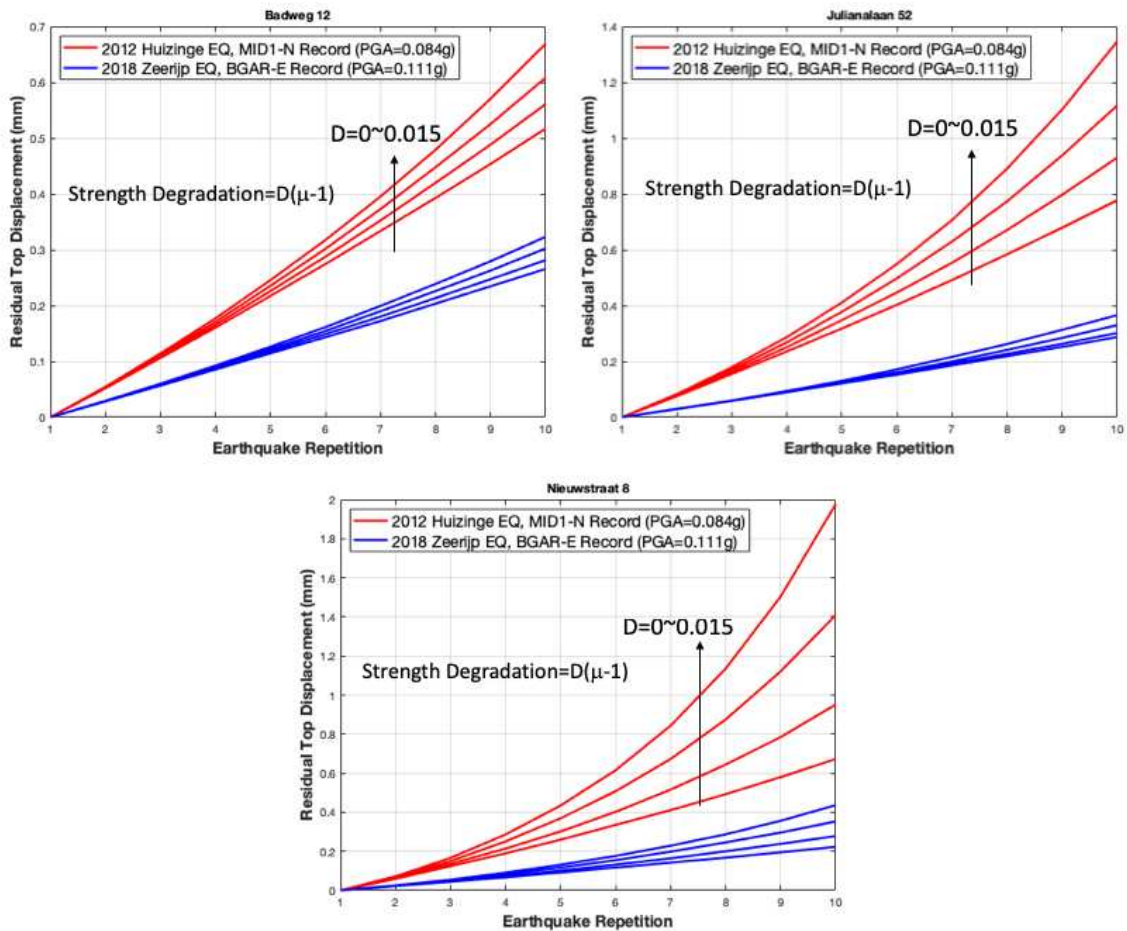 Badweg 12
0.7
0.6
0.5
0.4
0.3
0.2
0.1
0
Residual Top Displacement (mm)
2012 Huizinge EQ, MID1-N Record (PGA=0.084g)
2018 Zeerijp EQ, BGAR-E Record (PGA=0.111g)
D=0~0.015
Strength Degradation=D(μ-1)
1 2 3 4 5 6 7 8 9 10
Earthquake Repetition
Julianalaan 52
1.4
1.2
1
0.8
0.6
0.4
0.2
0
Residual Top Displacement (mm)
2012 Huizinge EQ, MID1-N Record (PGA=0.084g)
2018 Zeerijp EQ, BGAR-E Record (PGA=0.111g)
D=0~0.015
Strength Degradation=D(μ-1)
1 2 3 4 5 6 7 8 9 10
Earthquake Repetition
Nieuwstraat 8
2
1.8
1.6
1.4
1.2
1
0.8
0.6
0.4
0.2
0
Residual Top Displacement (mm)
2012 Huizinge EQ, MID1-N Record (PGA=0.084g)
2018 Zeerijp EQ, BGAR-E Record (PGA=0.111g)
D=0~0.015
Strength Degradation=D(μ-1)
1 2 3 4 5 6 7 8 9 10
Earthquake Repetition